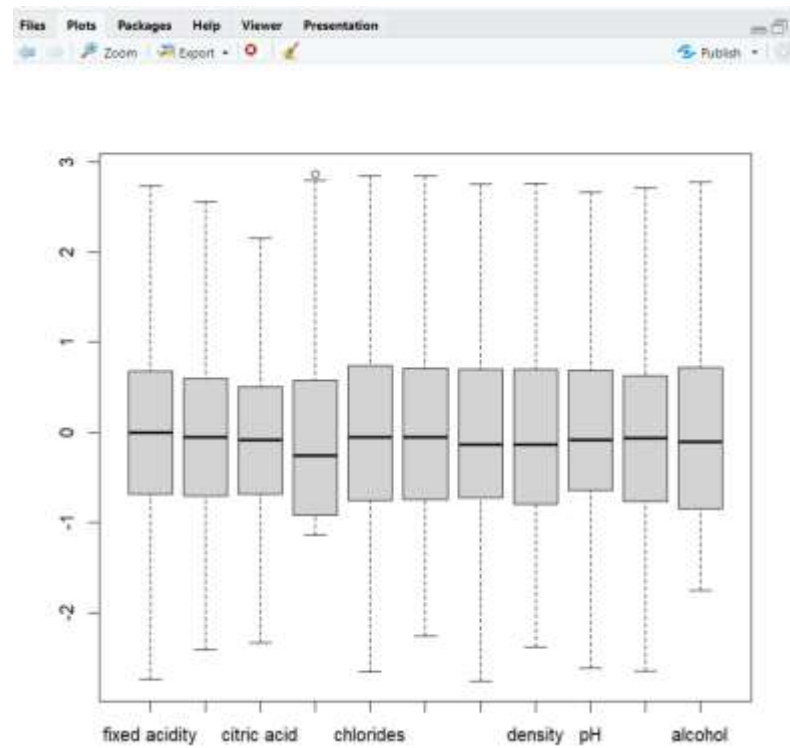 Files Plots Packages Help Viewer Presentation
Zoom Export Publish
3
2
1
0
-1
-2
fixed acidity citric acid chlorides density pH alcohol